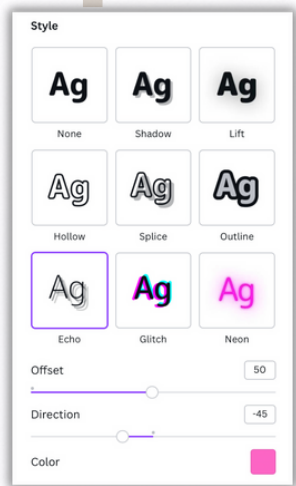 Style
Ag Ag Ag
None Shadow Lift
Ag Ag Ag
Hollow Splice Outline
Ag Ag Ag
Echo Glitch Neon
Offset 50
Direction -45
Color